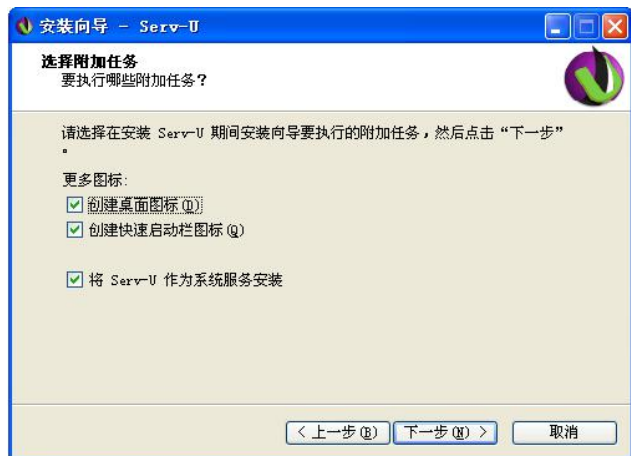 安装向导 - Serv-U
选择附加任务
要执行哪些附加任务?
请选择在安装 Serv-U 期间安装向导要执行的附加任务,然后点击“下一步”
。
更多图标:
创建桌面图标(D)
创建快速启动栏图标(Q)
将 Serv-U 作为系统服务安装
< 上一步(B)
下一步(N) >
取消